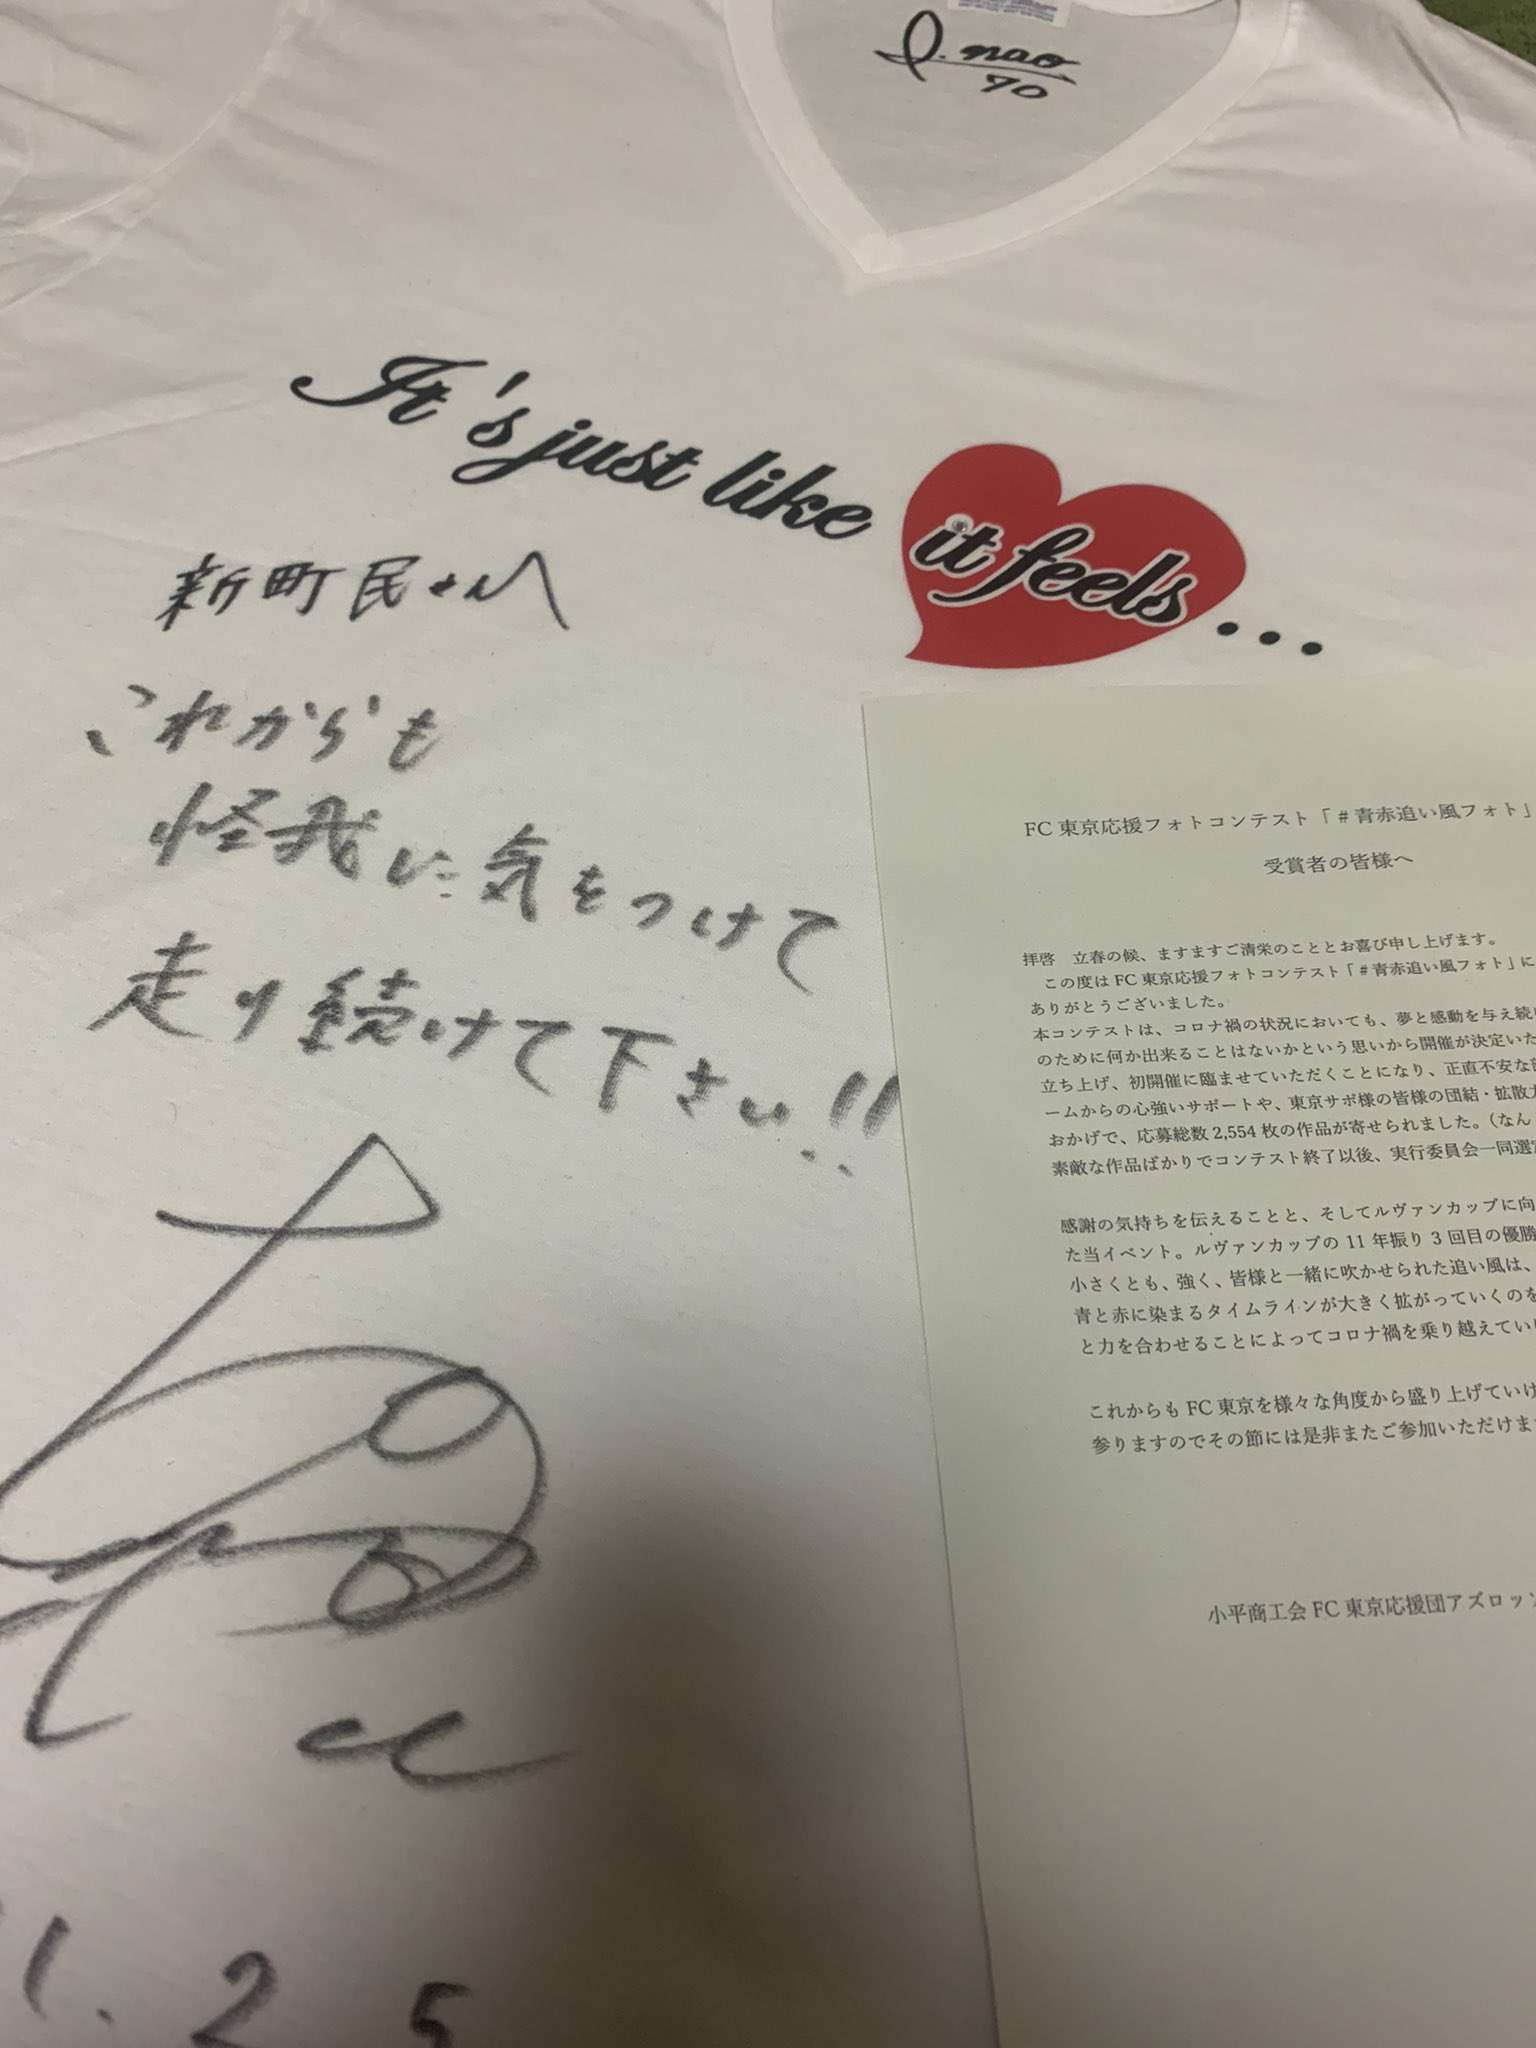 nao
It's just like it feels...
新町民さんへ
これからも
怪我に気をつけて
走り続けて下さい!!
1. 2 5
FC 東京応援フォトコンテスト「#青赤追い風フォト」
受賞者の皆様へ
拝啓　立春の候、ますますご清栄のこととお喜び申し上げます。
この度は FC 東京応援フォトコンテスト「#青赤追い風フォト」に
ありがとうございました。
本コンテストは、コロナ禍の状況においても、夢と感動を与え続け
のために何か出来ることはないかという思いから開催が決定いた
立ち上げ、初開催に臨ませていただくことになり、正直不安な
ームからの心強いサポートや、東京サポ様の皆様の団結・拡散力
おかげで、応募総数 2,554 枚の作品が寄せられました。（なん
素敵な作品ばかりでコンテスト終了以後、実行委員会一同選定
感謝の気持ちを伝えることと、そしてルヴァンカップに向
た当イベント。ルヴァンカップの 11 年振り 3 回目の優勝
小さくとも、強く、皆様と一緒に吹かせられた追い風は、
青と赤に染まるタイムラインが大きく拡がっていくのを
と力を合わせることによってコロナ禍を乗り越えていけ
これからも FC 東京を様々な角度から盛り上げていけ
参りますのでその節には是非またご参加いただけま
小平商工会 FC 東京応援団アズロッソ